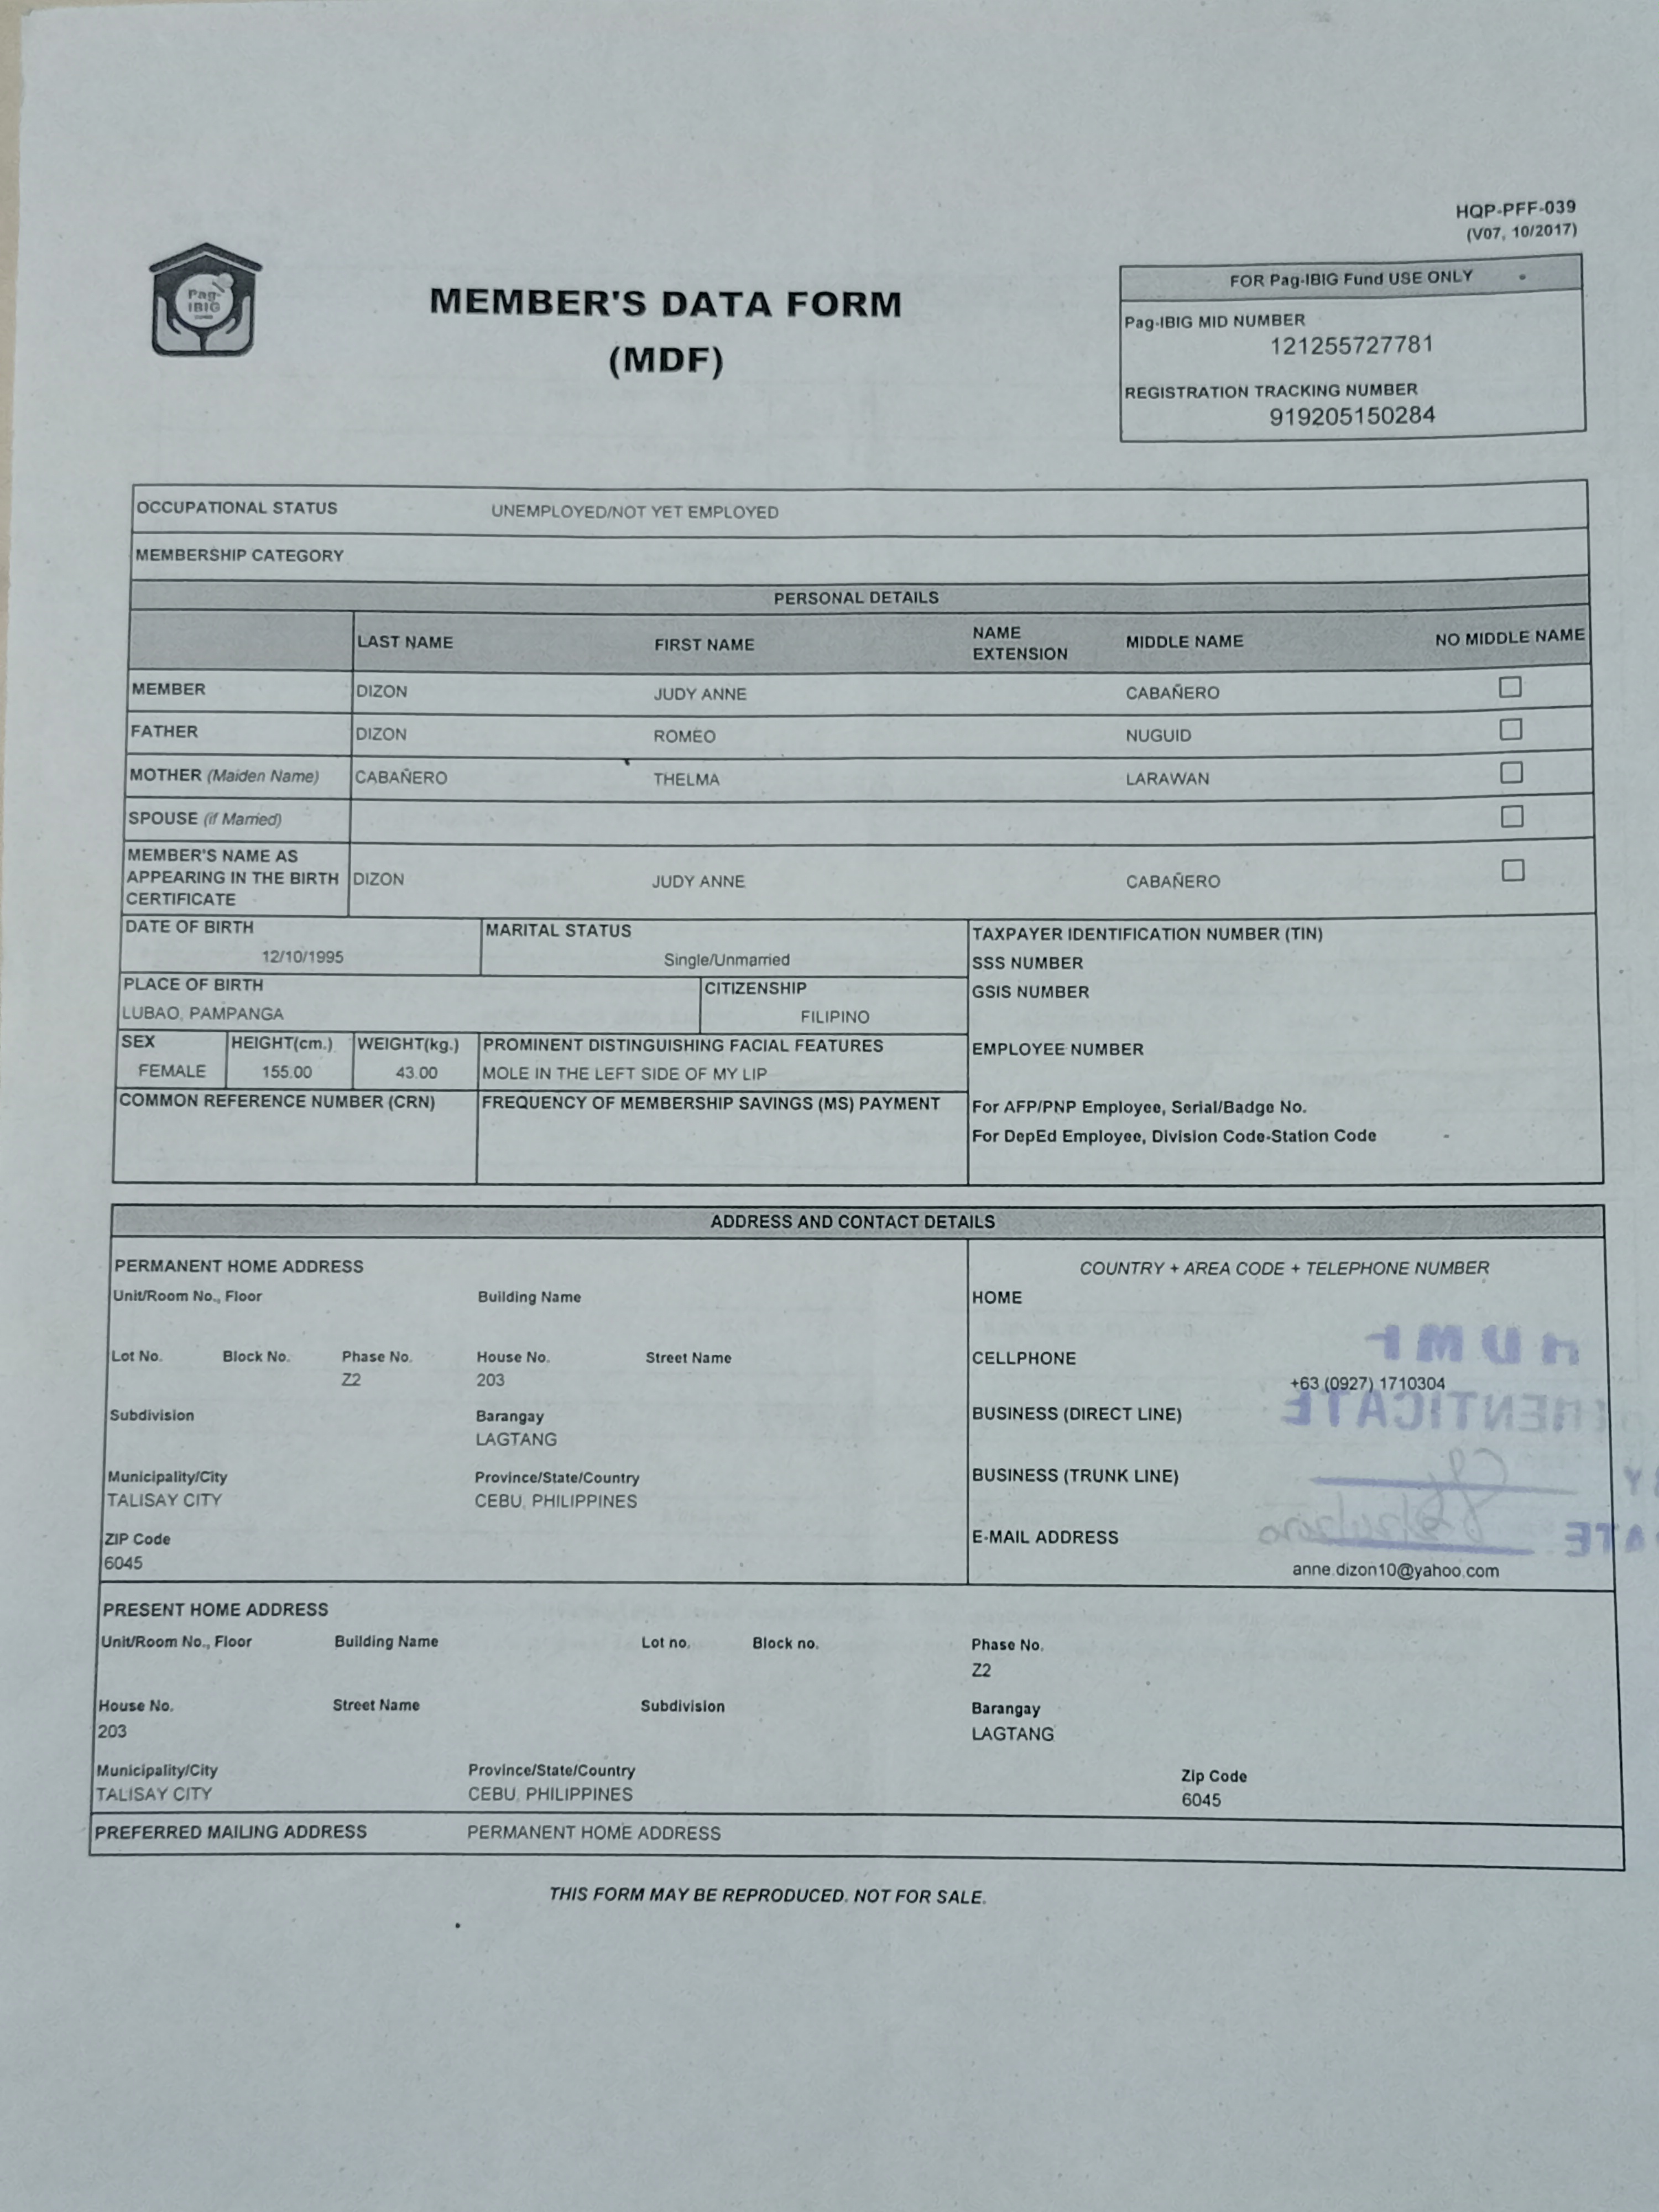 HQP-PFF-039
(V07, 10/2017)
Pag-IBIG
MEMBER'S DATA FORM
(MDF)
FOR Pag-IBIG Fund USE ONLY
Pag-IBIG MID NUMBER
121255727781
REGISTRATION TRACKING NUMBER
919205150284
OCCUPATIONAL STATUS UNEMPLOYED/NOT YET EMPLOYED
MEMBERSHIP CATEGORY
PERSONAL DETAILS
LAST NAME FIRST NAME NAME EXTENSION MIDDLE NAME NO MIDDLE NAME
MEMBER DIZON JUDY ANNE CABAÑERO
FATHER DIZON ROMEO NUGUID
MOTHER (Maiden Name) CABAÑERO THELMA LARAWAN
SPOUSE (if Married)
MEMBER'S NAME AS
APPEARING IN THE BIRTH DIZON JUDY ANNE CABAÑERO
CERTIFICATE
DATE OF BIRTH MARITAL STATUS TAXPAYER IDENTIFICATION NUMBER (TIN)
12/10/1995 Single/Unmarried SSS NUMBER
PLACE OF BIRTH CITIZENSHIP GSIS NUMBER
LUBAO, PAMPANGA FILIPINO
SEX HEIGHT(cm.) WEIGHT(kg.) PROMINENT DISTINGUISHING FACIAL FEATURES EMPLOYEE NUMBER
FEMALE 155.00 43.00 MOLE IN THE LEFT SIDE OF MY LIP
COMMON REFERENCE NUMBER (CRN) FREQUENCY OF MEMBERSHIP SAVINGS (MS) PAYMENT For AFP/PNP Employee, Serial/Badge No.
For DepEd Employee, Division Code-Station Code
ADDRESS AND CONTACT DETAILS
PERMANENT HOME ADDRESS COUNTRY + AREA CODE + TELEPHONE NUMBER
Unit/Room No., Floor Building Name HOME
Lot No. Block No. Phase No. House No. Street Name CELLPHONE
Z2 203 +63 (0927) 1710304
Subdivision Barangay BUSINESS (DIRECT LINE)
LAGTANG
Municipality/City Province/State/Country BUSINESS (TRUNK LINE)
TALISAY CITY CEBU, PHILIPPINES
ZIP Code E-MAIL ADDRESS
6045 anne.dizon10@yahoo.com
PRESENT HOME ADDRESS
Unit/Room No., Floor Building Name Lot no. Block no. Phase No.
Z2
House No. Street Name Subdivision Barangay
203 LAGTANG
Municipality/City Province/State/Country Zip Code
TALISAY CITY CEBU, PHILIPPINES 6045
PREFERRED MAILING ADDRESS PERMANENT HOME ADDRESS
THIS FORM MAY BE REPRODUCED. NOT FOR SALE.